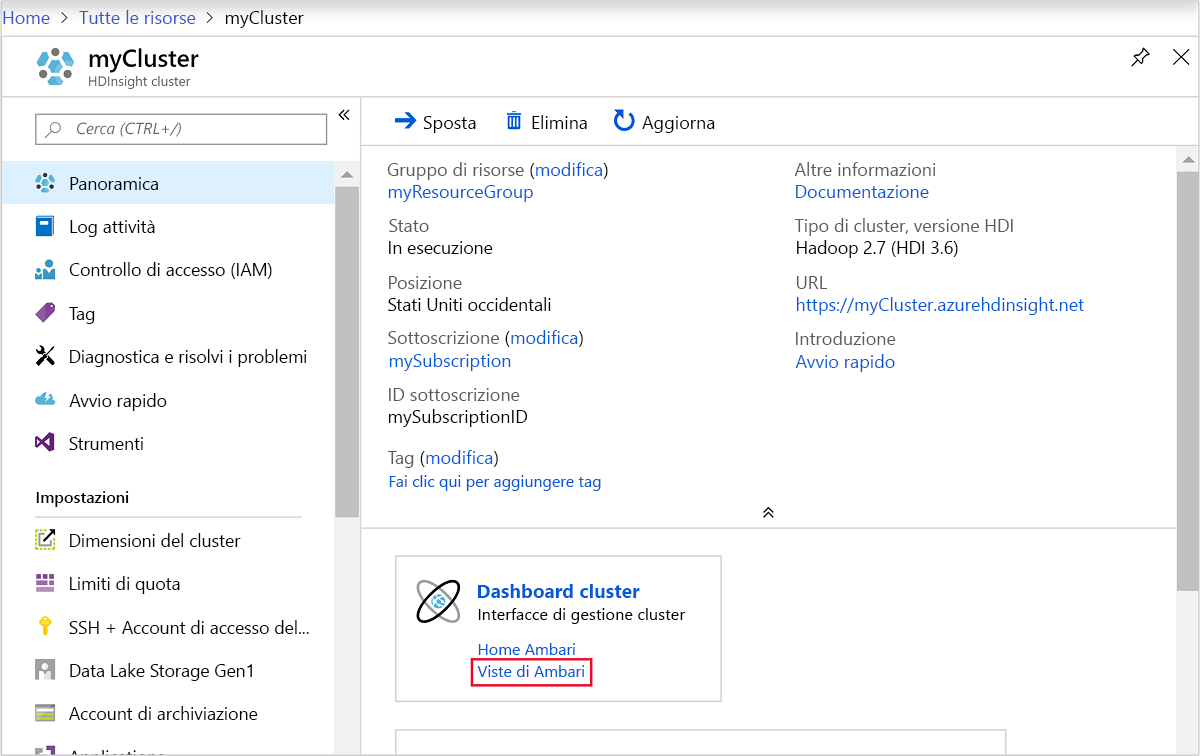 Home > Tutte le risorse > myCluster
myCluster
HDInsight cluster
Cerca (CTRL+/)
Panoramica
Log attività
Controllo di accesso (IAM)
Tag
Diagnostica e risolvi i problemi
Avvio rapido
Strumenti
Impostazioni
Dimensioni del cluster
Limiti di quota
SSH + Account di accesso del...
Data Lake Storage Gen1
Account di archiviazione
Sposta
Elimina
Aggiorna
Gruppo di risorse (modifica)
myResourceGroup
Stato
In esecuzione
Posizione
Stati Uniti occidentali
Sottoscrizione (modifica)
mySubscription
ID sottoscrizione
mySubscriptionID
Tag (modifica)
Fai clic qui per aggiungere tag
Altre informazioni
Documentazione
Tipo di cluster, versione HDI
Hadoop 2.7 (HDI 3.6)
URL
https://myCluster.azurehdinsight.net
Introduzione
Avvio rapido
Dashboard cluster
Interfacce di gestione cluster
Home Ambari
Viste di Ambari